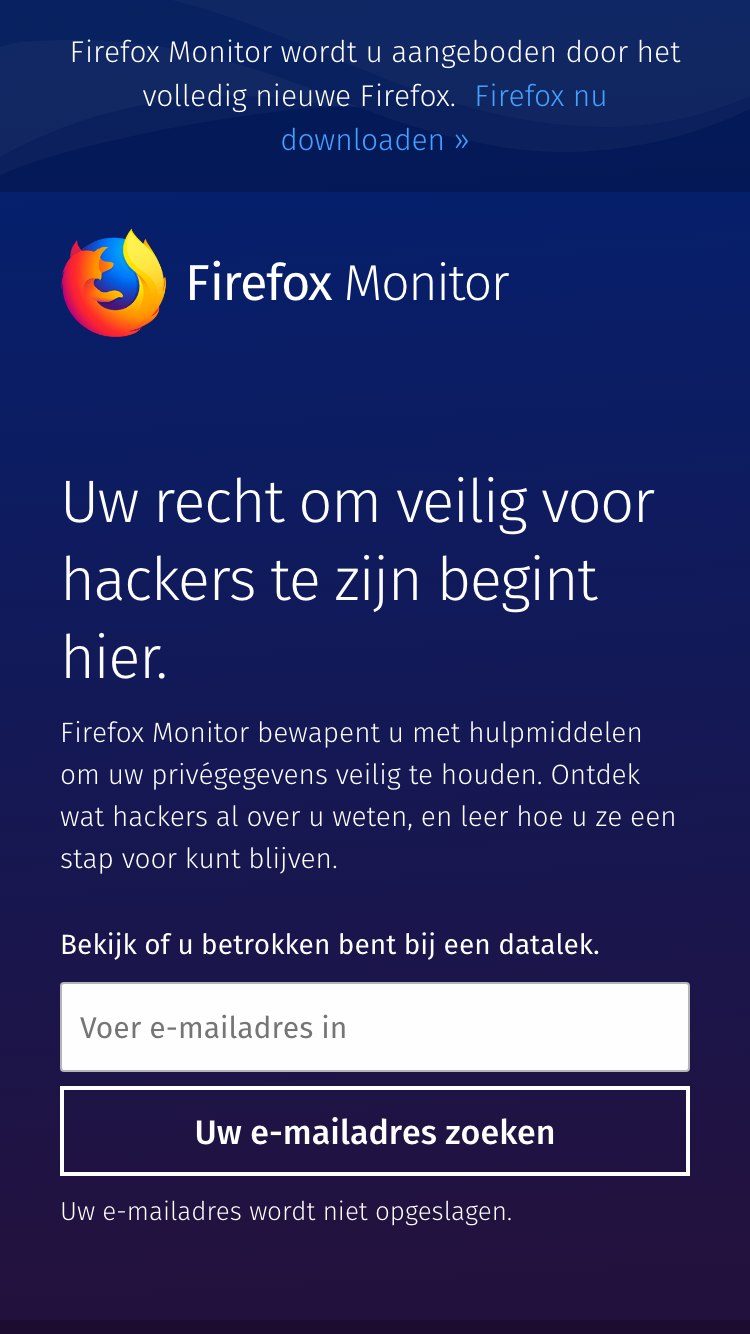 Firefox Monitor wordt u aangeboden door het
volledig nieuwe Firefox. Firefox nu
downloaden »
Firefox Monitor
Uw recht om veilig voor
hackers te zijn begint
hier.
Firefox Monitor bewapent u met hulpmiddelen
om uw privégegevens veilig te houden. Ontdek
wat hackers al over u weten, en leer hoe u ze een
stap voor kunt blijven.
Bekijk of u betrokken bent bij een datalek.
Voer e-mailadres in
Uw e-mailadres zoeken
Uw e-mailadres wordt niet opgeslagen.